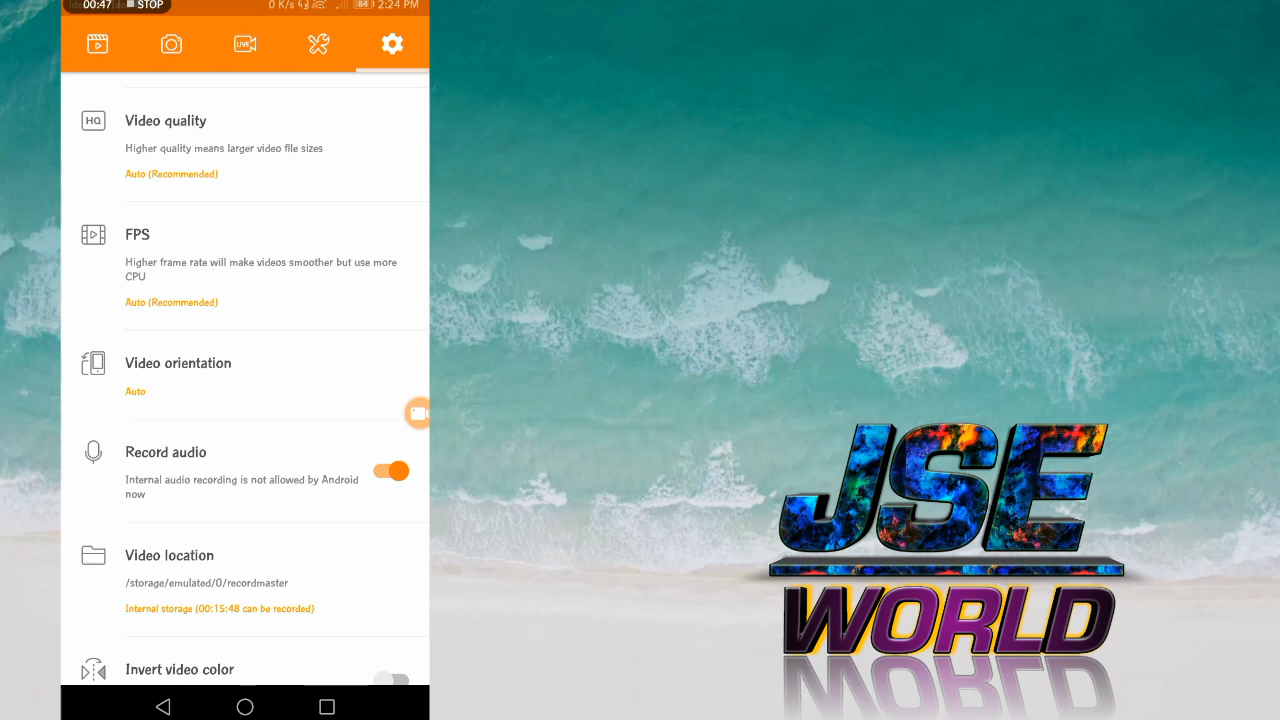 00:47 STOP
0 K/s 84 2:24 PM
LIVE
HQ
Video quality
Higher quality means larger video file sizes
Auto (Recommended)
FPS
Higher frame rate will make videos smoother but use more
CPU
Auto (Recommended)
Video orientation
Auto
Record audio
Internal audio recording is not allowed by Android
now
Video location
/storage/emulated/0/recordmaster
Internal storage (00:15:48 can be recorded)
Invert video color
JSE
WORLD